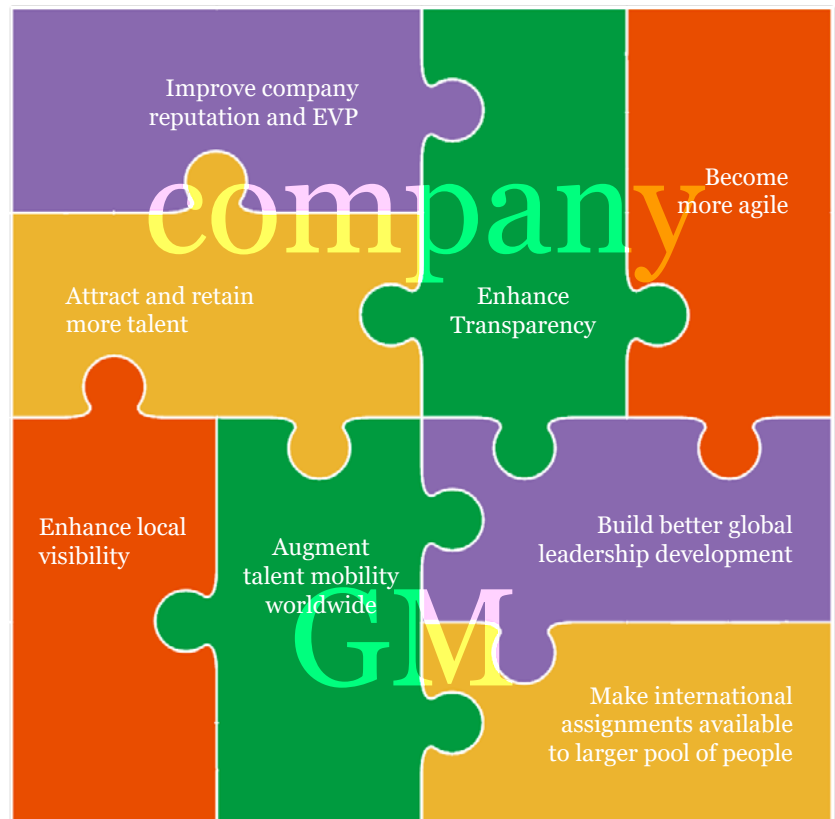 Improve company
reputation and EVP
company
Become
more agile
Attract and retain
more talent
Enhance
Transparency
Enhance local
visibility
Augment
talent mobility
worldwide
Build better global
leadership development
GM
Make international
assignments available
to larger pool of people